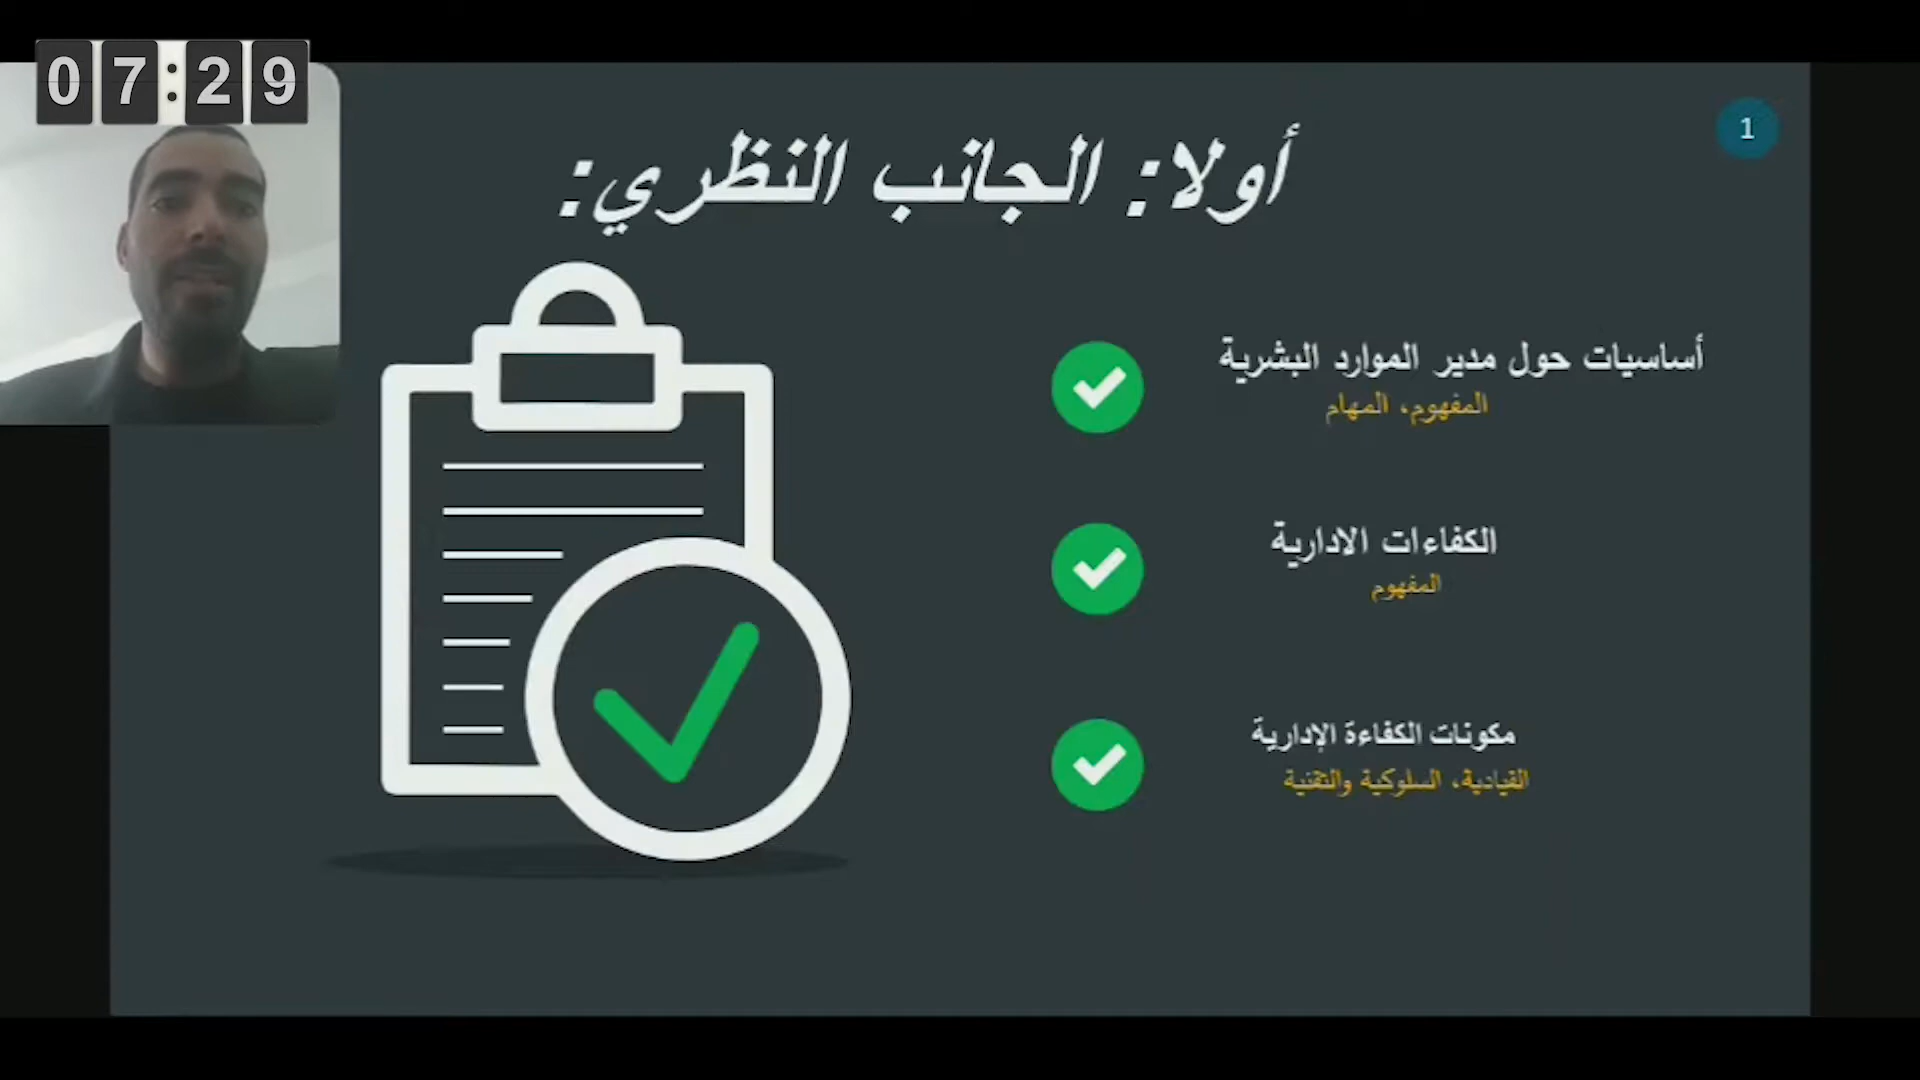 07:29
1
أولا: الجانب النظري:
أساسيات حول مدير الموارد البشرية
المفهوم، المهام
الكفاءات الادارية
المفهوم
مكونات الكفاءة الإدارية
القيادية، السلوكية والتقنية